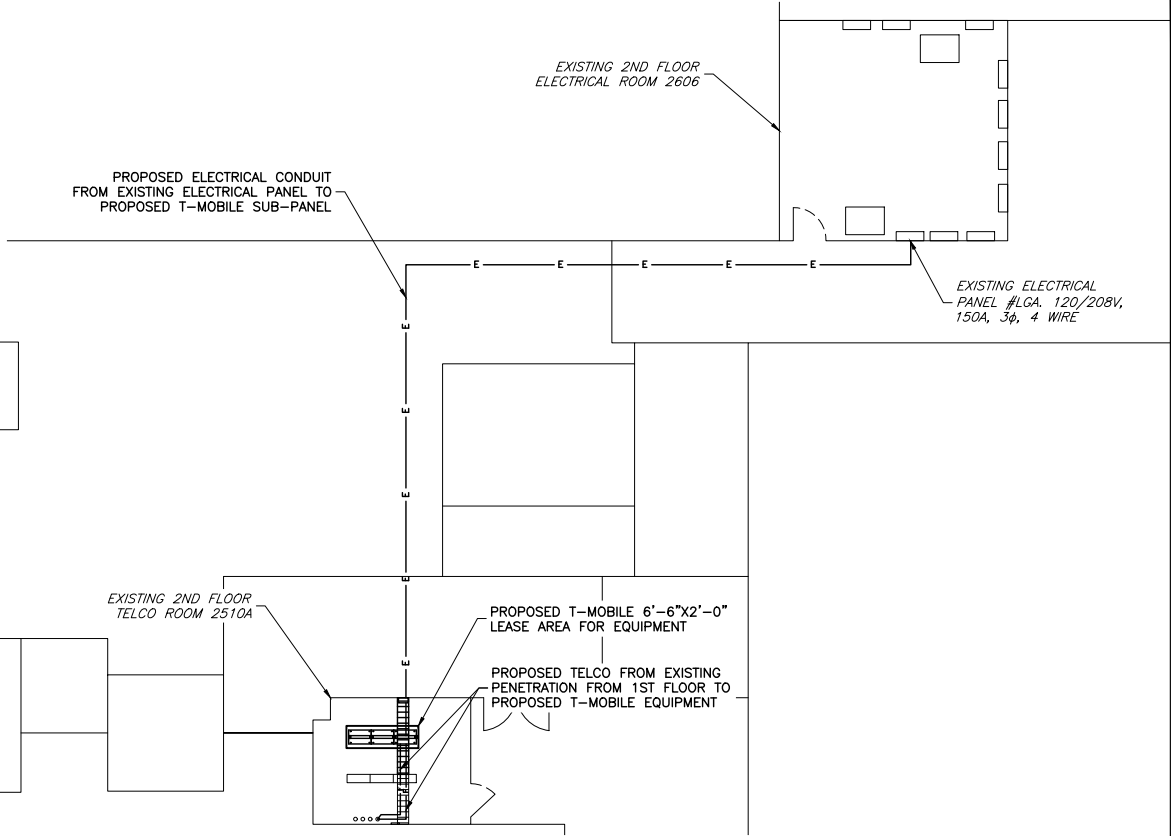 EXISTING 2ND FLOOR
ELECTRICAL ROOM 2606
PROPOSED ELECTRICAL CONDUIT
FROM EXISTING ELECTRICAL PANEL TO
PROPOSED T-MOBILE SUB-PANEL
E E E E E
EXISTING ELECTRICAL
PANEL #LGA. 120/208V,
150A, 3ϕ, 4 WIRE
E
E
E
E
E
EXISTING 2ND FLOOR
TELCO ROOM 2510A
PROPOSED T-MOBILE 6'-6"X2'-0"
LEASE AREA FOR EQUIPMENT
PROPOSED TELCO FROM EXISTING
PENETRATION FROM 1ST FLOOR TO
PROPOSED T-MOBILE EQUIPMENT